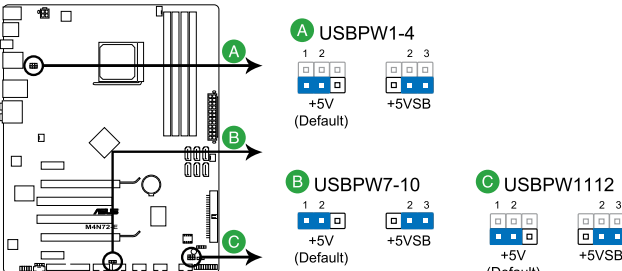 A USBPW1-4
1 2
2 3
+5V
(Default)
+5VSB
A
B
C
ASUS
M4N72-E
B USBPW7-10
1 2
2 3
+5V
(Default)
+5VSB
C USBPW1112
1 2
2 3
+5V
(Default)
+5VSB